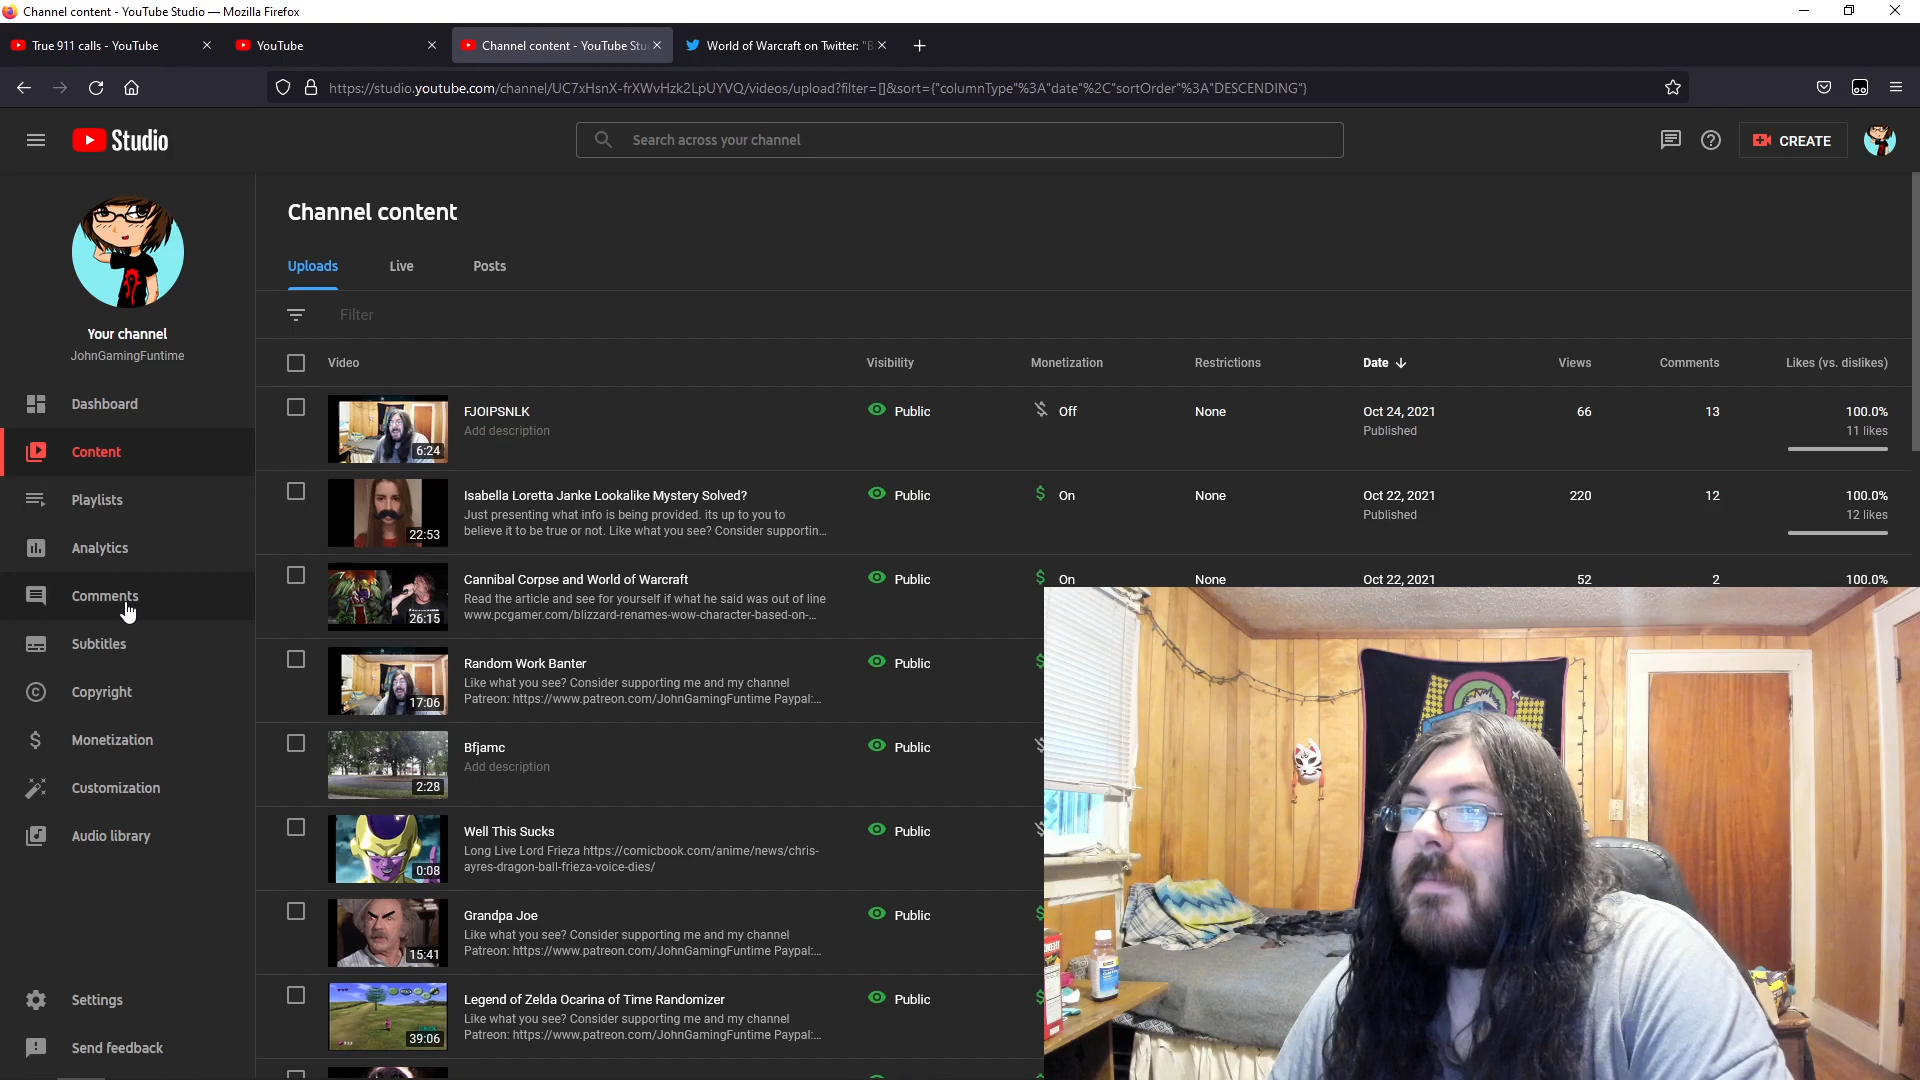 Channel content - YouTube Studio — Mozilla Firefox
True 911 calls - YouTube
YouTube
Channel content - YouTube Stu
World of Warcraft on Twitter: "B
https://studio.youtube.com/channel/UC7xHsnX-frXWvHzk2LpUYVQ/videos/upload?filter=[]&sort={"columnType"%3A"date"%2C"sortOrder"%3A"DESCENDING"}
Studio
Search across your channel
CREATE
Your channel
JohnGamingFuntime
Dashboard
Content
Playlists
Analytics
Comments
Subtitles
Copyright
Monetization
Customization
Audio library
Settings
Send feedback
Channel content
Uploads Live Posts
Filter
Video Visibility Monetization Restrictions Date Views Comments Likes (vs. dislikes)
FJOIPSNLK Public Off None Oct 24, 2021 66 13 100.0%
Add description Published 11 likes
6:24
Isabella Loretta Janke Lookalike Mystery Solved? Public On None Oct 22, 2021 220 12 100.0%
Just presenting what info is being provided. its up to you to Published 12 likes
believe it to be true or not. Like what you see? Consider supportin...
22:53
Cannibal Corpse and World of Warcraft Public On None Oct 22, 2021 52 2 100.0%
Read the article and see for yourself if what he said was out of line
www.pcgamer.com/blizzard-renames-wow-character-based-on-...
26:15
Random Work Banter Public
Like what you see? Consider supporting me and my channel
Patreon: https://www.patreon.com/JohnGamingFuntime Paypal:...
17:06
Bfjamc Public
Add description
2:28
Well This Sucks Public
Long Live Lord Frieza https://comicbook.com/anime/news/chris-
ayres-dragon-ball-frieza-voice-dies/
0:08
Grandpa Joe Public
Like what you see? Consider supporting me and my channel
Patreon: https://www.patreon.com/JohnGamingFuntime Paypal:...
15:41
Legend of Zelda Ocarina of Time Randomizer Public
Like what you see? Consider supporting me and my channel
Patreon: https://www.patreon.com/JohnGamingFuntime Paypal:...
39:06